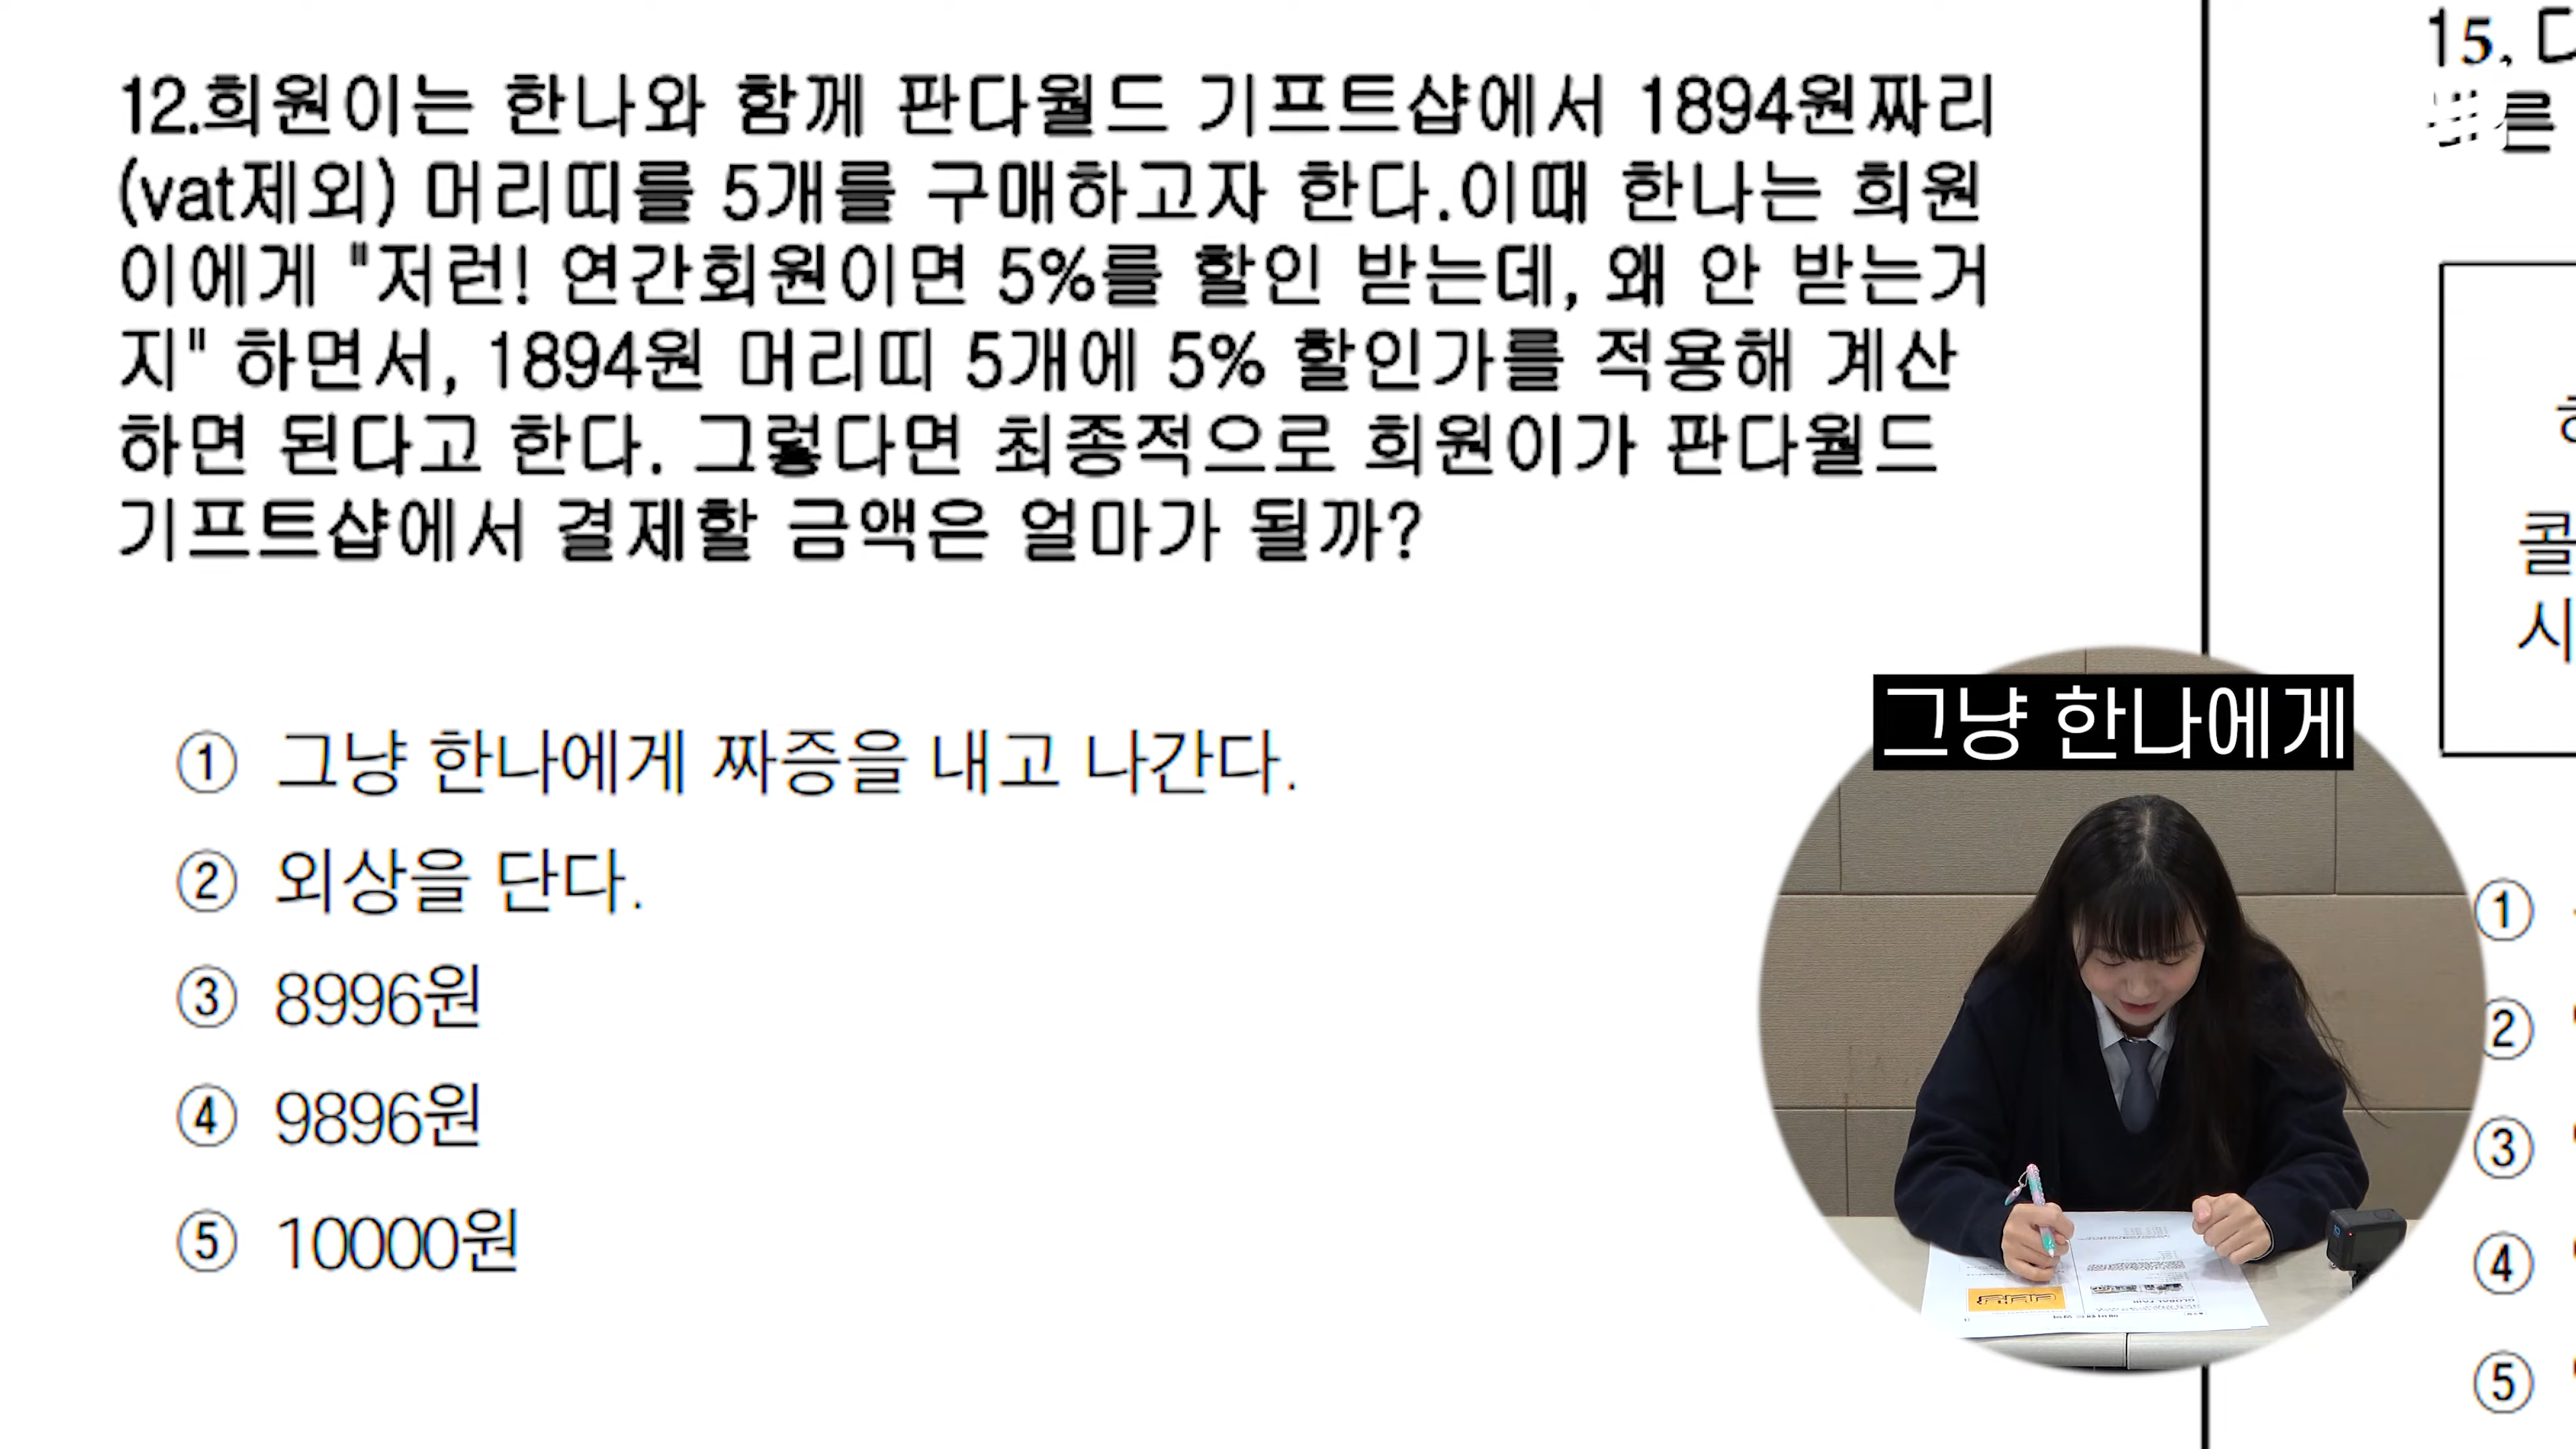 12.희원이는 한나와 함께 판다월드 기프트샵에서 1894원짜리
(vat제외) 머리띠를 5개를 구매하고자 한다.이때 한나는 희원
이에게 "저런! 연간회원이면 5%를 할인 받는데, 왜 안 받는거
지" 하면서, 1894원 머리띠 5개에 5% 할인가를 적용해 계산
하면 된다고 한다. 그렇다면 최종적으로 희원이가 판다월드
기프트샵에서 결제할 금액은 얼마가 될까?
① 그냥 한나에게 짜증을 내고 나간다.
② 외상을 단다.
③ 8996원
④ 9896원
⑤ 10000원
그냥 한나에게
15.
른
콜
시
①
②
③
④
⑤